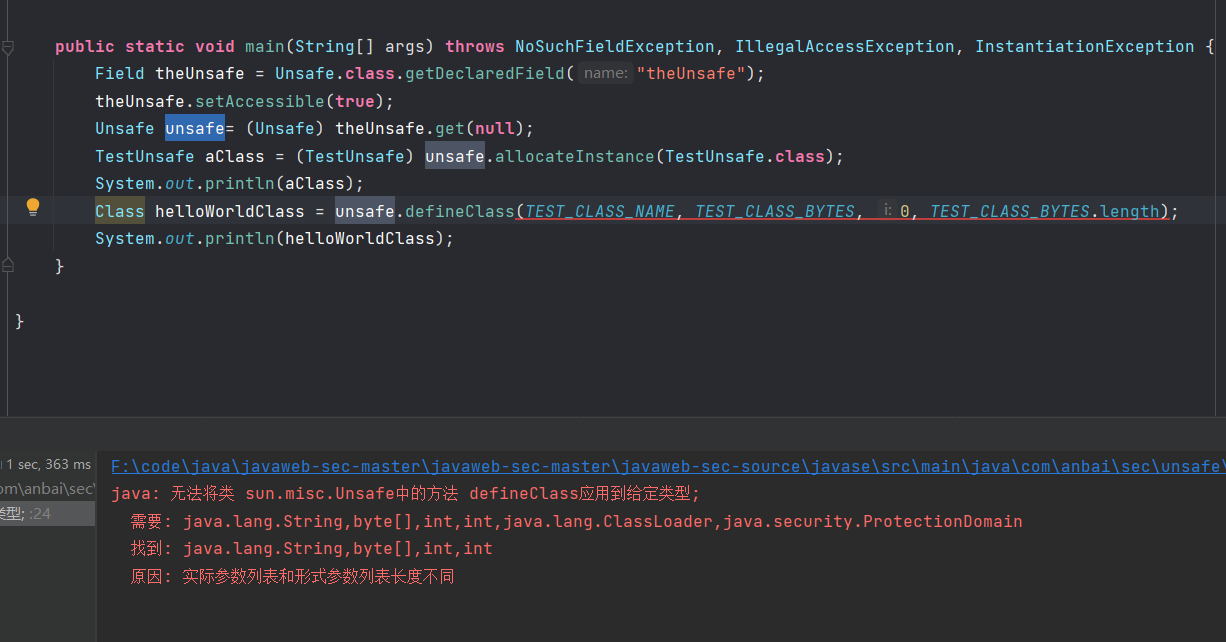 public static void main(String[] args) throws NoSuchFieldException, IllegalAccessException, InstantiationException {
Field theUnsafe = Unsafe.class.getDeclaredField( name: "theUnsafe");
theUnsafe.setAccessible(true);
Unsafe unsafe= (Unsafe) theUnsafe.get(null);
TestUnsafe aClass = (TestUnsafe) unsafe.allocateInstance(TestUnsafe.class);
System.out.println(aClass);
Class helloWorldClass = unsafe.defineClass(TEST_CLASS_NAME, TEST_CLASS_BYTES, i: 0, TEST_CLASS_BYTES.length);
System.out.println(helloWorldClass);
}
}
1 sec, 363 ms
F:\code\java\javaweb-sec-master\javaweb-sec-master\javaweb-sec-source\javase\src\main\java\com\anbai\sec\unsafe\
om\anbai\sec\
java: 无法将类 sun.misc.Unsafe中的方法 defineClass应用到给定类型;
类型; :24
需要: java.lang.String,byte[],int,int,java.lang.ClassLoader,java.security.ProtectionDomain
找到: java.lang.String,byte[],int,int
原因: 实际参数列表和形式参数列表长度不同